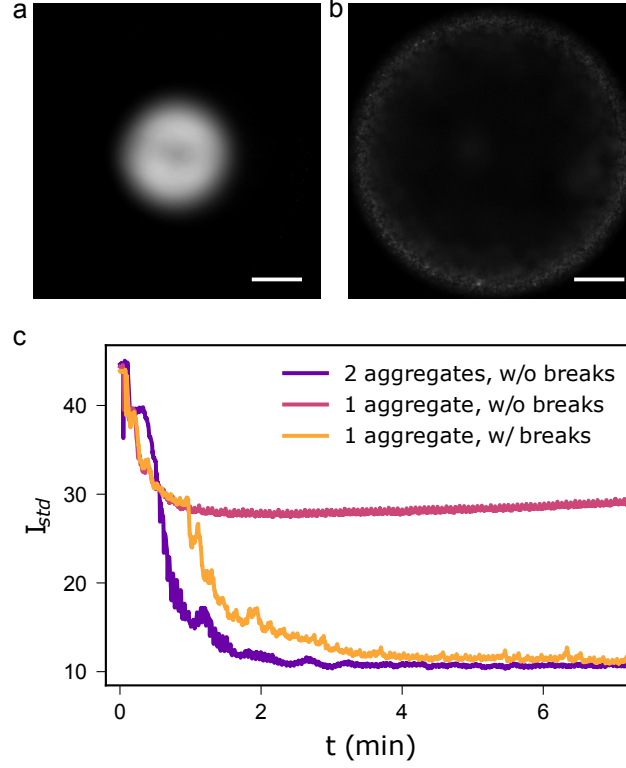 a
b
c
2 aggregates, w/o breaks
1 aggregate, w/o breaks
1 aggregate, w/ breaks
40
30
20
10
I_std
0
2
4
6
t (min)